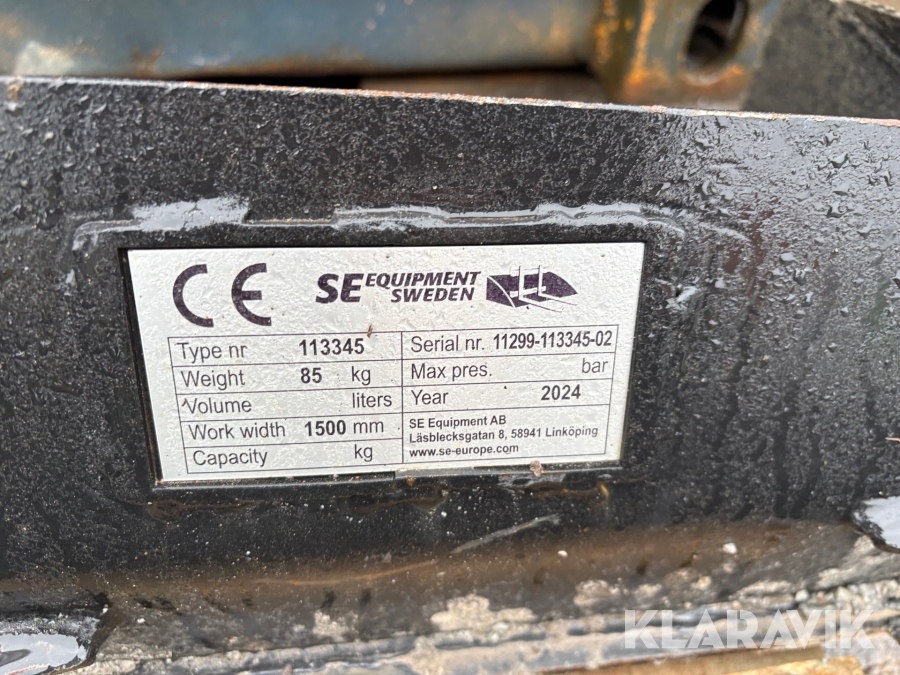 CE SE EQUIPMENT
SWEDEN
Type nr 113345 Serial nr. 11299-113345-02
Weight 85 kg Max pres. bar
Volume liters Year 2024
Work width 1500 mm SE Equipment AB
Läsblecksgatan 8, 58941 Linköping
Capacity kg www.se-europe.com
KLARAVIK